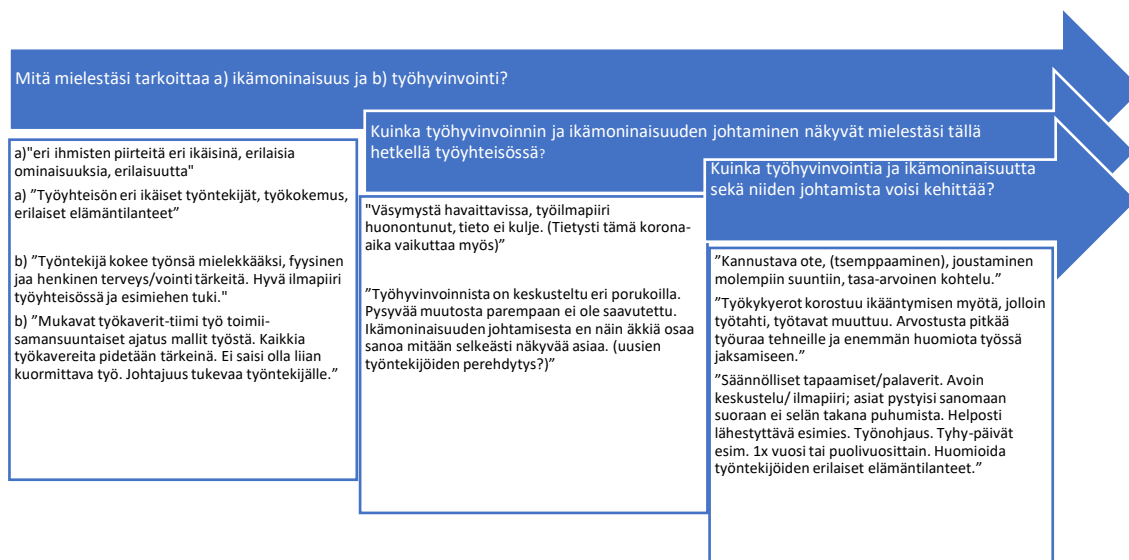 Mitä mielestäsi tarkoittaa a) ikämoninaisuus ja b) työhyvinvointi?
a)"eri ihmisten piirteitä eri ikäisinä, erilaisia
ominaisuuksia, erilaisuutta"
a) ”Työyhteisön eri ikäiset työntekijät, työkokemus,
erilaiset elämäntilanteet”
b) ”Työntekijä kokee työnsä mielekkääksi, fyysinen
jaa henkinen terveys/vointi tärkeitä. Hyvä ilmapiiri
työyhteisössä ja esimiehen tuki."
b) ”Mukavat työkaverit-tiimi työ toimii-
samansuuntaiset ajatus mallit työstä. Kaikkia
työkavereita pidetään tärkeinä. Ei saisi olla liian
kuormittava työ. Johtajuus tukevaa työntekijälle.”
Kuinka työhyvinvoinnin ja ikämoninaisuuden johtaminen näkyvät mielestäsi tällä
hetkellä työyhteisössä?
"Väsymystä havaittavissa, työilmapiiri
huonontunut, tieto ei kulje. (Tietysti tämä korona-
aika vaikuttaa myös)”
”Työhyvinvoinnista on keskusteltu eri porukoilla.
Pysyvää muutosta parempaan ei ole saavutettu.
Ikämoninaisuuden johtamisesta en näin äkkiä osaa
sanoa mitään selkeästi näkyvää asiaa. (uusien
työntekijöiden perehdytys?)”
Kuinka työhyvinvointia ja ikämoninaisuutta
sekä niiden johtamista voisi kehittää?
”Kannustava ote, (tsemppaaminen), joustaminen
molempiin suuntiin, tasa-arvoinen kohtelu.”
”Työkykyerot korostuu ikääntymisen myötä, jolloin
työtahti, työtavat muuttuu. Arvostusta pitkää
työuraa tehneille ja enemmän huomiota työssä
jaksamiseen.”
”Säännölliset tapaamiset/palaverit. Avoin
keskustelu/ ilmapiiri; asiat pystyisi sanomaan
suoraan ei selän takana puhumista. Helposti
lähestyttävä esimies. Työnohjaus. Tyhy-päivät
esim. 1x vuosi tai puolivuosittain. Huomioida
työntekijöiden erilaiset elämäntilanteet.”